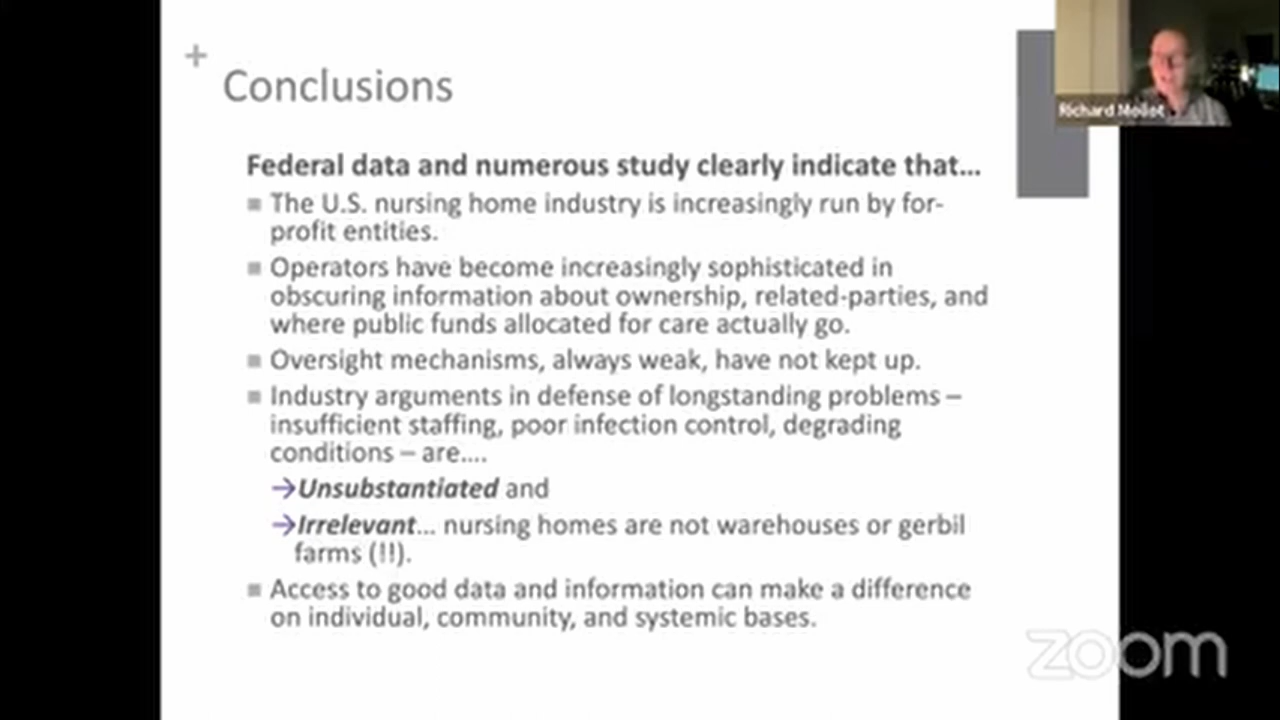 +
Conclusions
Richard Mollot
Federal data and numerous study clearly indicate that...
The U.S. nursing home industry is increasingly run by for-
profit entities.
Operators have become increasingly sophisticated in
obscuring information about ownership, related-parties, and
where public funds allocated for care actually go.
Oversight mechanisms, always weak, have not kept up.
Industry arguments in defense of longstanding problems –
insufficient staffing, poor infection control, degrading
conditions – are....
→Unsubstantiated and
→Irrelevant... nursing homes are not warehouses or gerbil
farms (!!).
Access to good data and information can make a difference
on individual, community, and systemic bases.
zoom